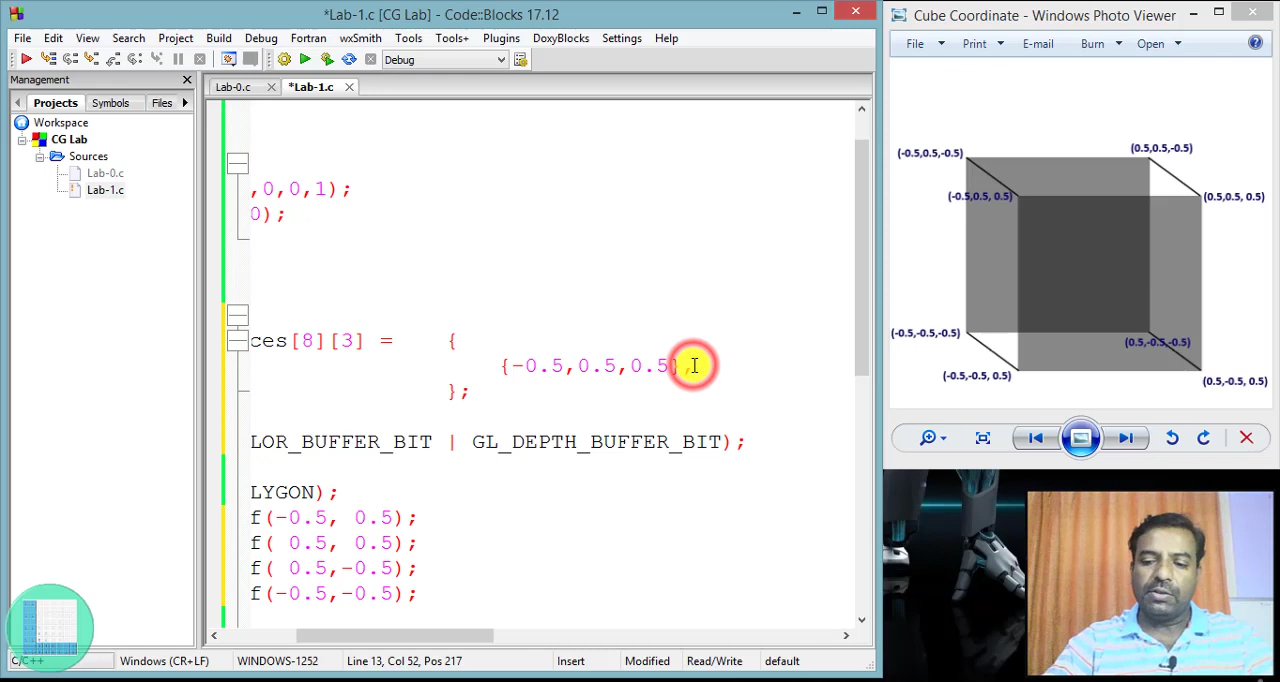 *Lab-1.c [CG Lab] - Code::Blocks 17.12
File Edit View Search Project Build Debug Fortran wxSmith Tools Tools+ Plugins DoxyBlocks Settings Help
Debug
Management
Projects Symbols Files
Lab-0.c *Lab-1.c
Workspace
CG Lab
Sources
Lab-0.c
Lab-1.c
,0,0,1);
0);
ces[8][3] = {
{-0.5,0.5,0.5},
};
LOR_BUFFER_BIT | GL_DEPTH_BUFFER_BIT);
LYGON);
f(-0.5, 0.5);
f( 0.5, 0.5);
f( 0.5,-0.5);
f(-0.5,-0.5);
C/C++ Windows (CR+LF) WINDOWS-1252 Line 13, Col 52, Pos 217 Insert Modified Read/Write default
Cube Coordinate - Windows Photo Viewer
File Print E-mail Burn Open
(0.5,0.5,-0.5)
(-0.5,0.5,-0.5)
(-0.5,0.5, 0.5) (0.5,0.5, 0.5)
(-0.5,-0.5,-0.5)
(0.5,-0.5,-0.5)
(-0.5,-0.5, 0.5)
(0.5,-0.5, 0.5)